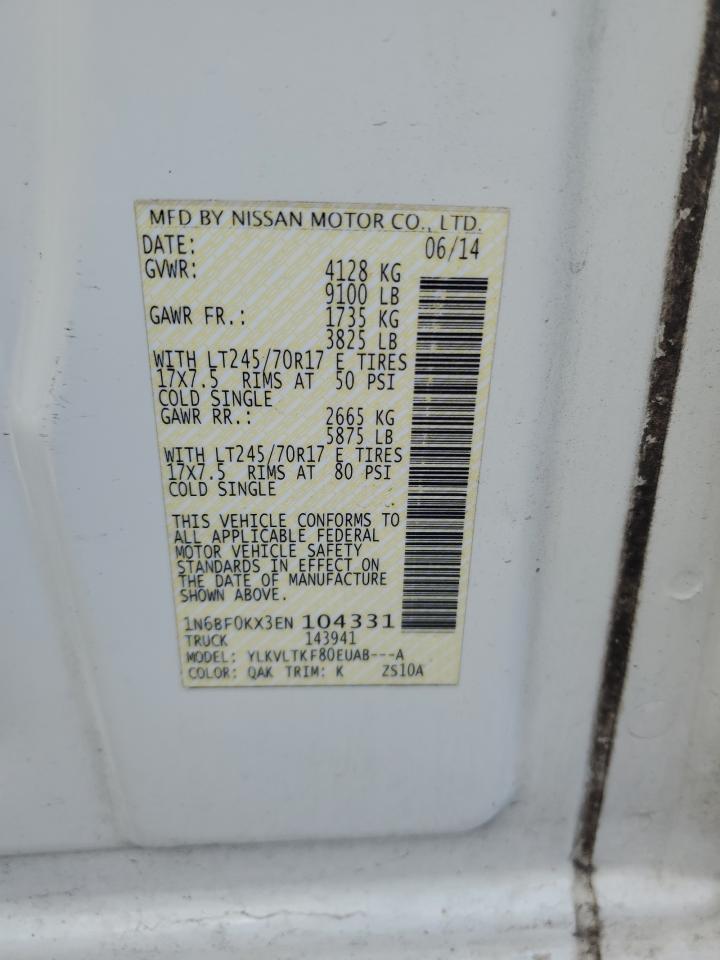 MFD BY NISSAN MOTOR CO., LTD.
DATE: 06/14
GVWR: 4128 KG
9100 LB
GAWR FR.: 1735 KG
3825 LB
WITH LT245/70R17 E TIRES
17X7.5 RIMS AT 50 PSI
COLD SINGLE
GAWR RR.: 2665 KG
5875 LB
WITH LT245/70R17 E TIRES
17X7.5 RIMS AT 80 PSI
COLD SINGLE
THIS VEHICLE CONFORMS TO
ALL APPLICABLE FEDERAL
MOTOR VEHICLE SAFETY
STANDARDS IN EFFECT ON
THE DATE OF MANUFACTURE
SHOWN ABOVE.
1N6BF0KX3EN 104331
TRUCK 143941
MODEL: YLKVLTKF80EUAB---A
COLOR: QAK TRIM: K ZS10A